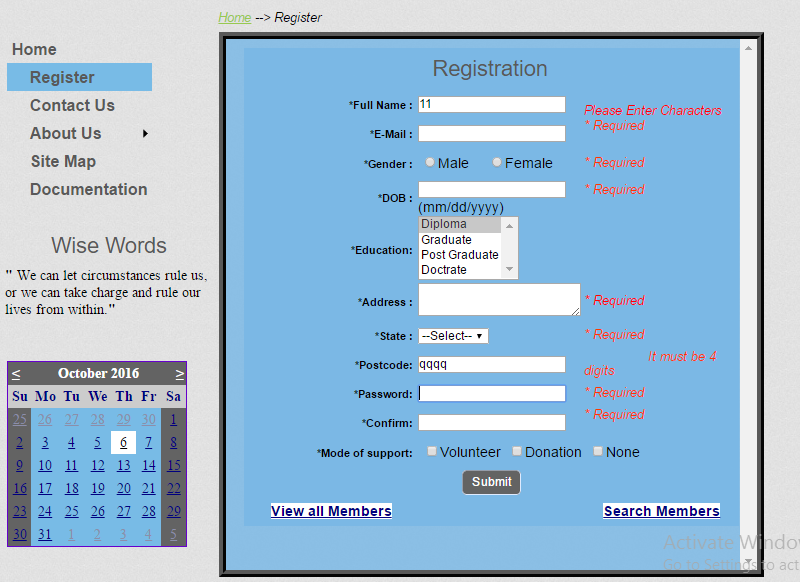 Home --> Register
Home
Register
Contact Us
About Us
Site Map
Documentation
Wise Words
" We can let circumstances rule us,
or we can take charge and rule our
lives from within."
< October 2016 >
Su Mo Tu We Th Fr Sa
25 26 27 28 29 30 1
2 3 4 5 6 7 8
9 10 11 12 13 14 15
16 17 18 19 20 21 22
23 24 25 26 27 28 29
30 31 1 2 3 4 5
Registration
*Full Name : 11 Please Enter Characters
* Required
*E-Mail :
*Gender : Male Female * Required
*DOB : * Required
(mm/dd/yyyy)
*Education: Diploma
Graduate
Post Graduate
Doctrate
*Address : * Required
*State : --Select-- * Required
*Postcode: qqqq It must be 4
digits
*Password: * Required
*Confirm: * Required
*Mode of support: Volunteer Donation None
Submit
View all Members Search Members
Activate Windo
Go to Settings to act